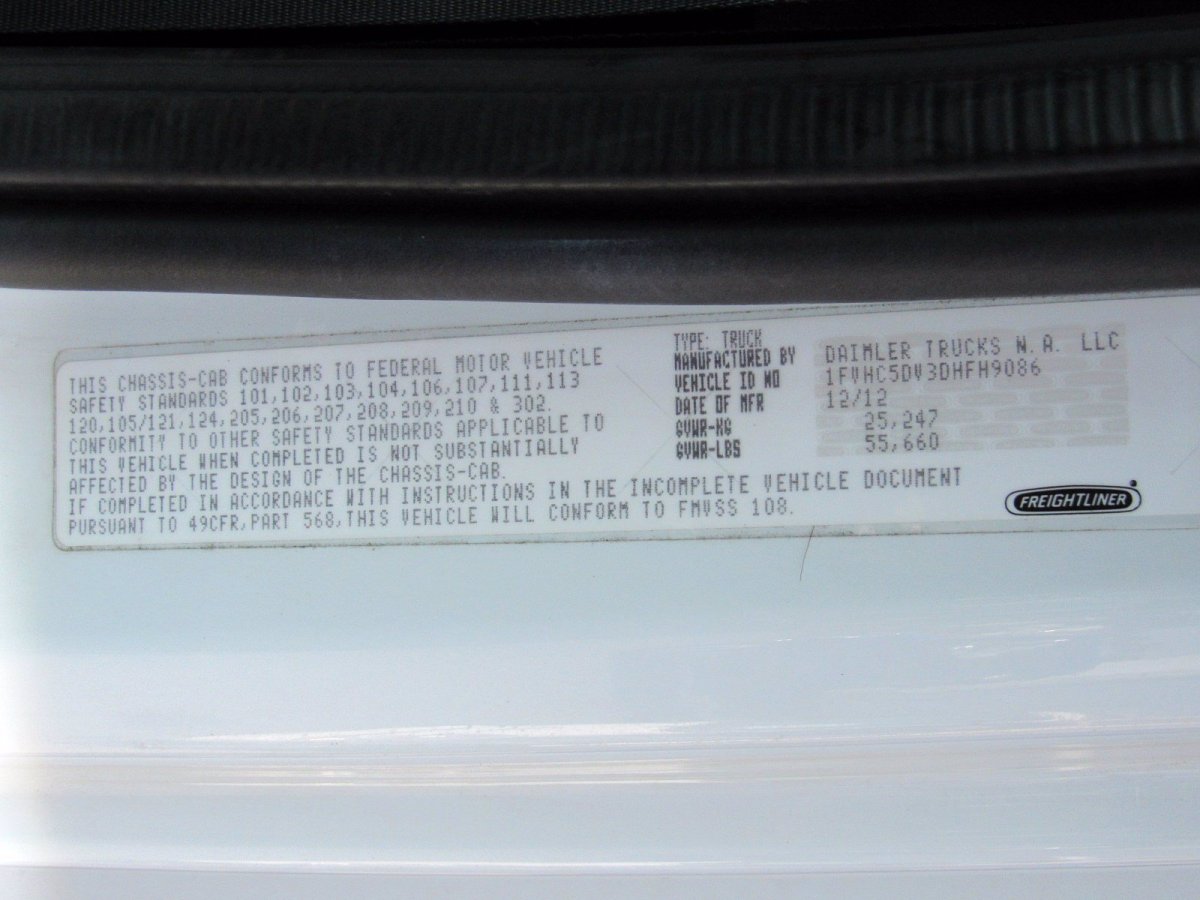 THIS CHASSIS-CAB CONFORMS TO FEDERAL MOTOR VEHICLE
SAFETY STANDARDS 101,102,103,104,106,107,111,113
120,105/121,124,205,206,207,208,209,210 & 302.
CONFORMITY TO OTHER SAFETY STANDARDS APPLICABLE TO
THIS VEHICLE WHEN COMPLETED IS NOT SUBSTANTIALLY
AFFECTED BY THE DESIGN OF THE CHASSIS-CAB.
IF COMPLETED IN ACCORDANCE WITH INSTRUCTIONS IN THE INCOMPLETE VEHICLE DOCUMENT
PURSUANT TO 49CFR,PART 568,THIS VEHICLE WILL CONFORM TO FMVSS 108.
TYPE: TRUCK
MANUFACTURED BY DAIMLER TRUCKS N.A. LLC
VEHICLE ID NO 1FVHC5DV3DHFH9086
DATE OF MFR 12/12
GVWR-KG 25,247
GVWR-LBS 55,660
FREIGHTLINER